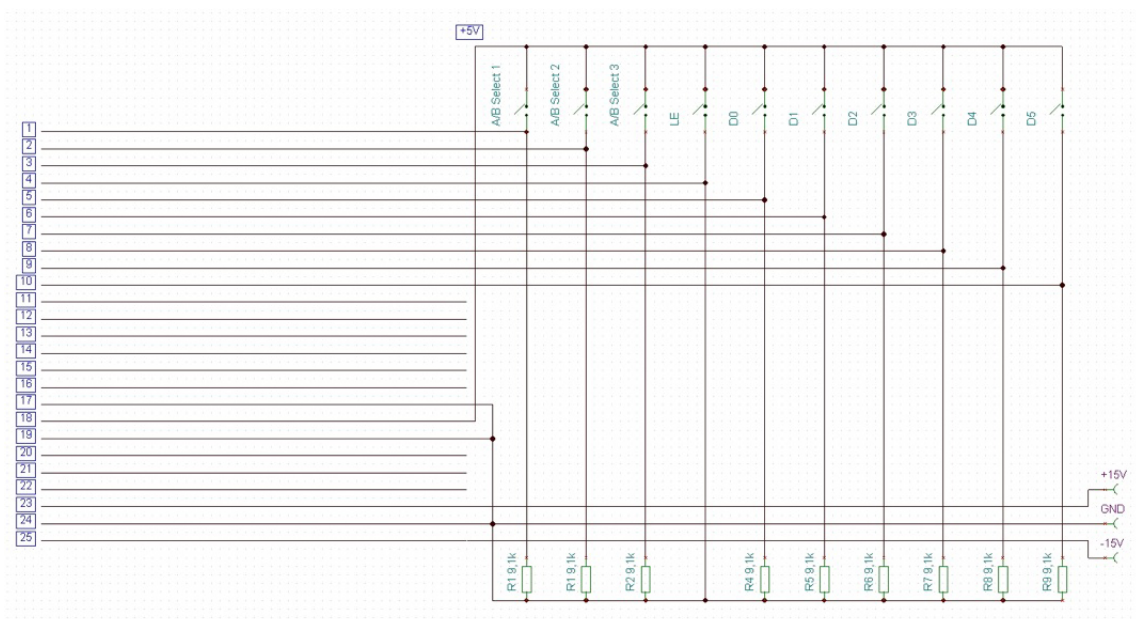 +5V
A/B Select 1
A/B Select 2
A/B Select 3
LE
D0
D1
D2
D3
D4
D5
1
2
3
4
5
6
7
8
9
10
11
12
13
14
15
16
17
18
19
20
21
22
23
24
25
+15V
GND
-15V
R1 9,1k
R1 9,1k
R2 9,1k
R4 9,1k
R5 9,1k
R6 9,1k
R7 9,1k
R8 9,1k
R9 9,1k